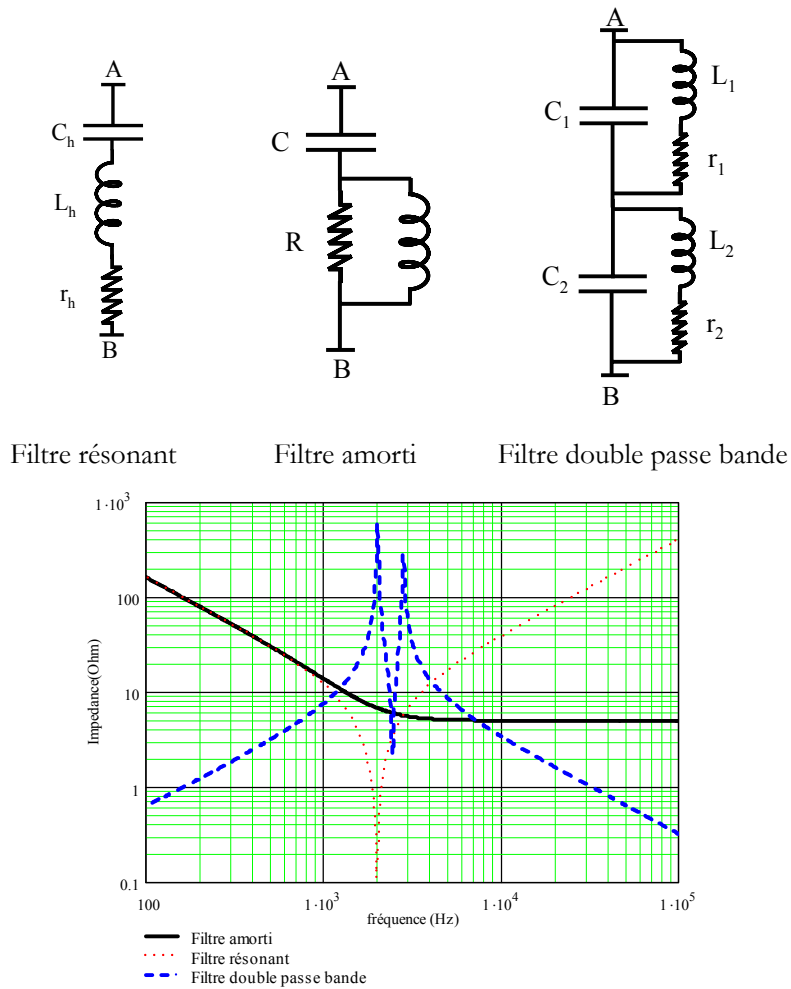 A
C_h
L_h
r_h
B
A
C
R
B
A
C_1
L_1
r_1
C_2
L_2
r_2
B
Filtre résonant Filtre amorti Filtre double passe bande
Impedance(Ohm)
1·10^3
100
10
1
0.1
100 1·10^3 1·10^4 1·10^5
fréquence (Hz)
Filtre amorti
Filtre résonant
Filtre double passe bande